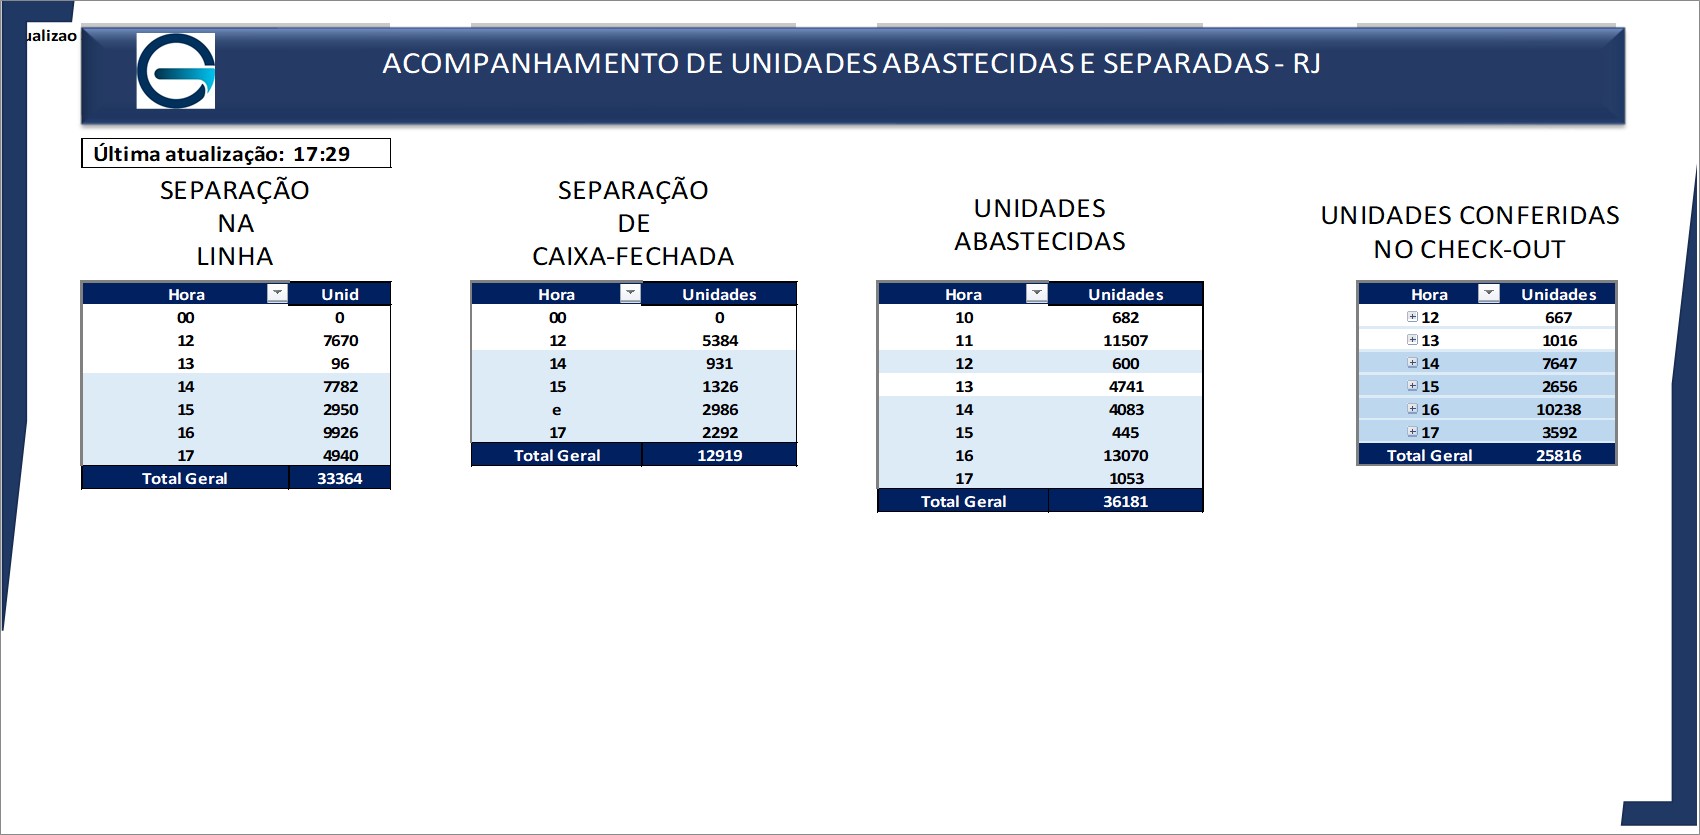 ualizao
ACOMPANHAMENTO DE UNIDADES ABASTECIDAS E SEPARADAS - RJ
Última atualização: 17:29
SEPARAÇÃO
NA
LINHA
Hora Unid
00 0
12 7670
13 96
14 7782
15 2950
16 9926
17 4940
Total Geral 33364
SEPARAÇÃO
DE
CAIXA-FECHADA
Hora Unidades
00 0
12 5384
14 931
15 1326
e 2986
17 2292
Total Geral 12919
UNIDADES
ABASTECIDAS
Hora Unidades
10 682
11 11507
12 600
13 4741
14 4083
15 445
16 13070
17 1053
Total Geral 36181
UNIDADES CONFERIDAS
NO CHECK-OUT
Hora Unidades
12 667
13 1016
14 7647
15 2656
16 10238
17 3592
Total Geral 25816